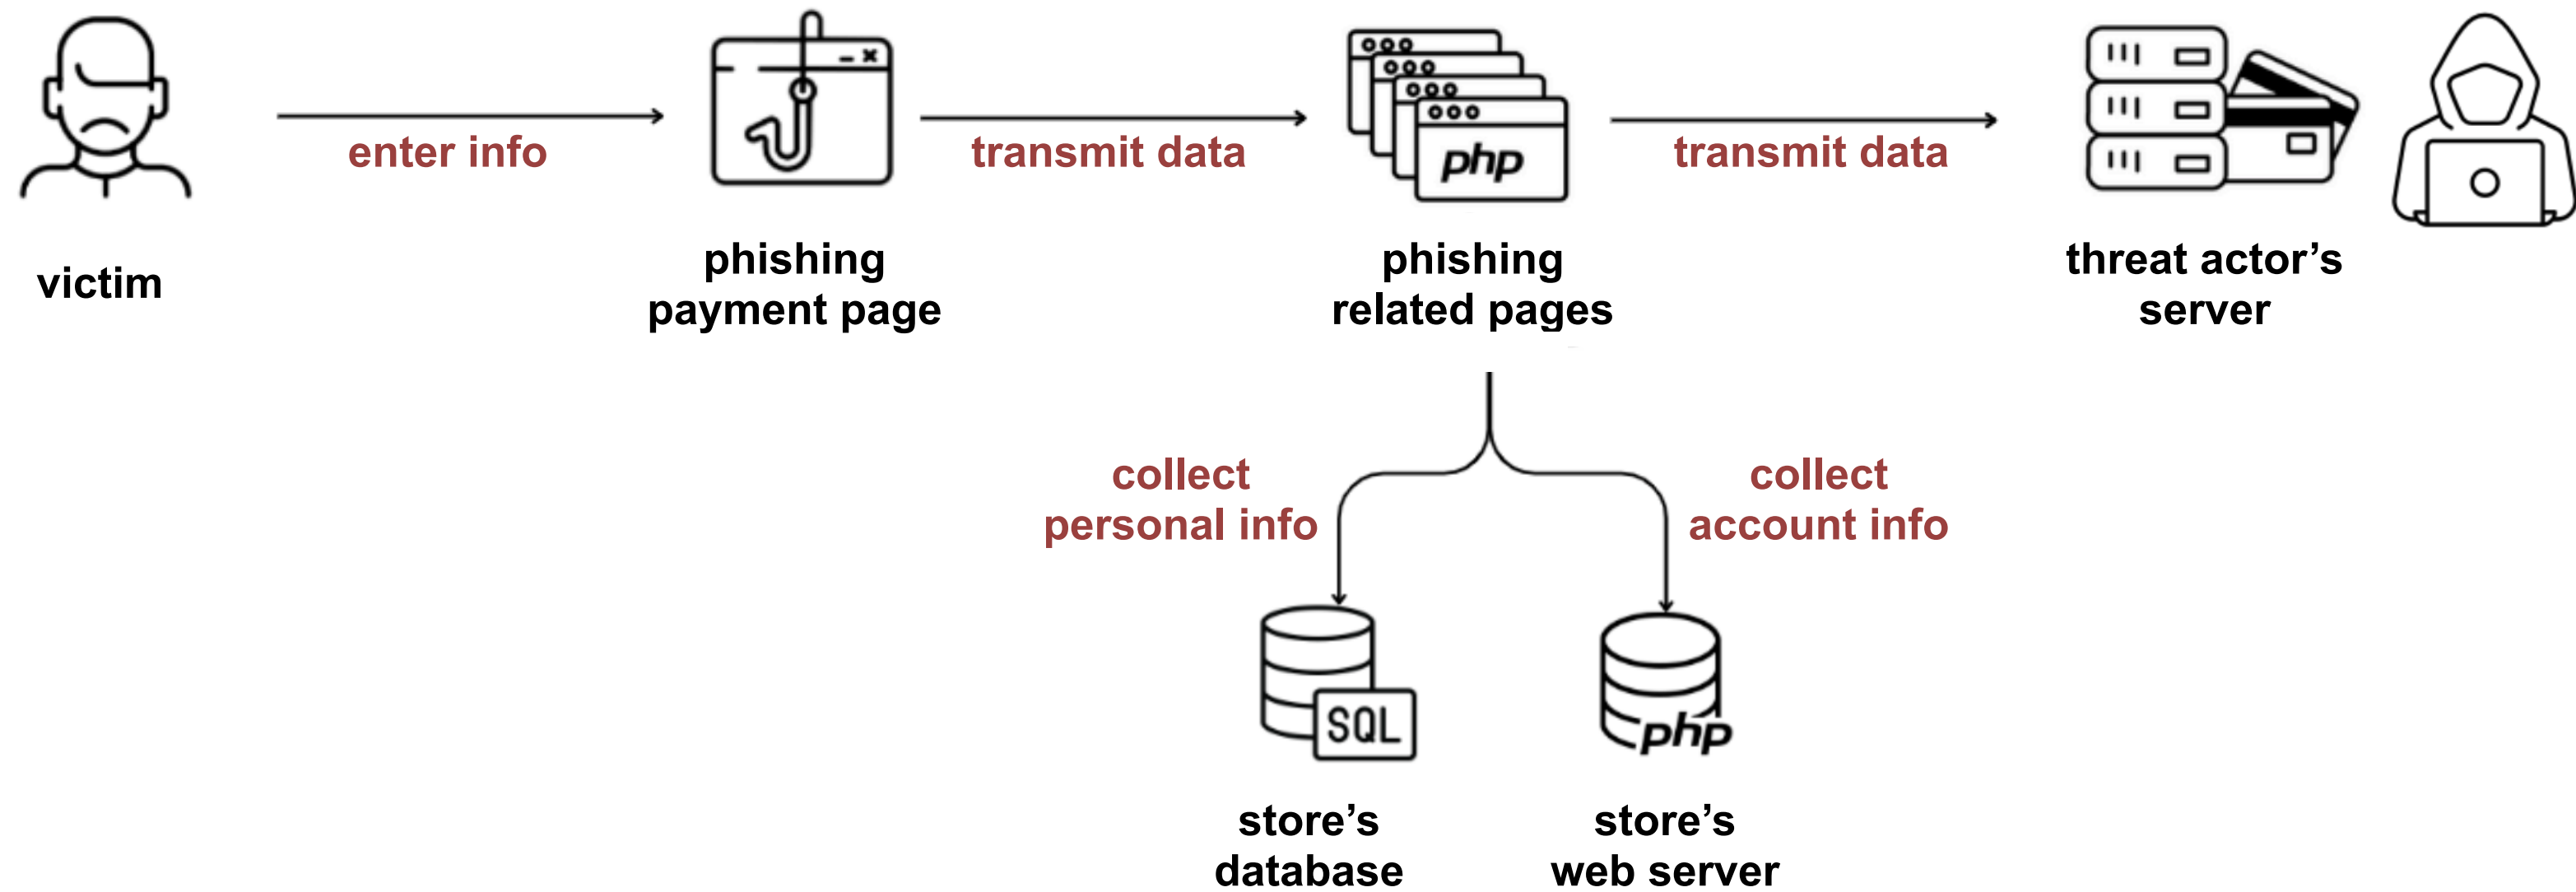 enter info
transmit data
php
transmit data
victim
phishing
payment page
phishing
related pages
threat actor’s
server
collect
personal info
collect
account info
SQL
php
store’s
database
store’s
web server